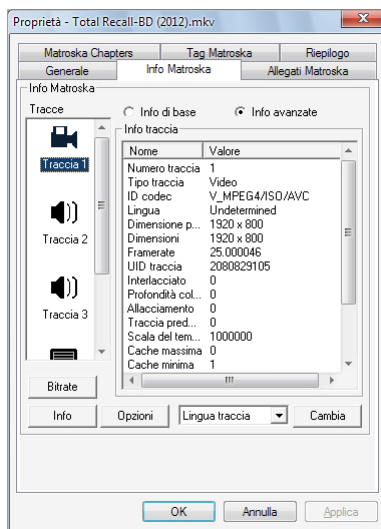 Proprietà - Total Recall-BD (2012).mkv
Matroska Chapters Tag Matroska Riepilogo
Generale Info Matroska Allegati Matroska
Info Matroska
Tracce
Info di base Info avanzate
Info traccia
Nome Valore
Numero traccia 1
Tipo traccia Video
ID codec V_MPEG4/ISO/AVC
Lingua Undetermined
Dimensione p... 1920 x 800
Dimensioni 1920 x 800
Framerate 25.000046
UID traccia 2080829105
Interlacciato 0
Profondità col... 0
Allacciamento 0
Traccia pred... 0
Scala del tem... 1000000
Cache massima 0
Cache minima 1
Traccia 1
Traccia 2
Traccia 3
Bitrate
Info Opzioni Lingua traccia Cambia
OK Annulla Applica